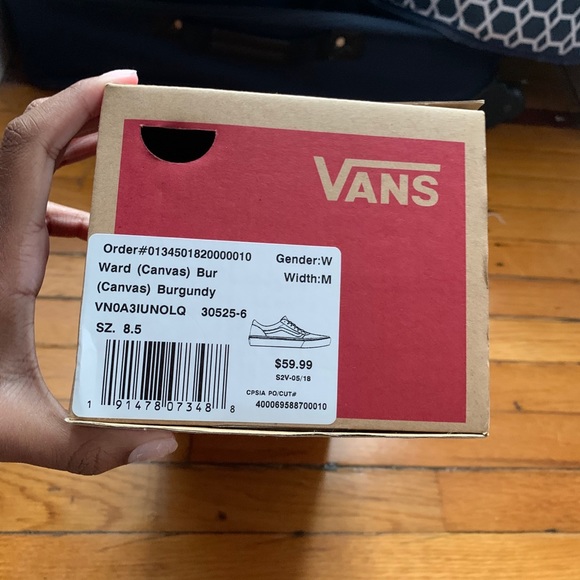 VANS
Order#0134501820000010
Gender:W
Ward (Canvas) Bur
Width:M
(Canvas) Burgundy
VN0A3IUNOLQ 30525-6
SZ. 8.5
$59.99
S2V-05/18
CPSIA PO/CUT#
400069588700010
1 91478 07348 8